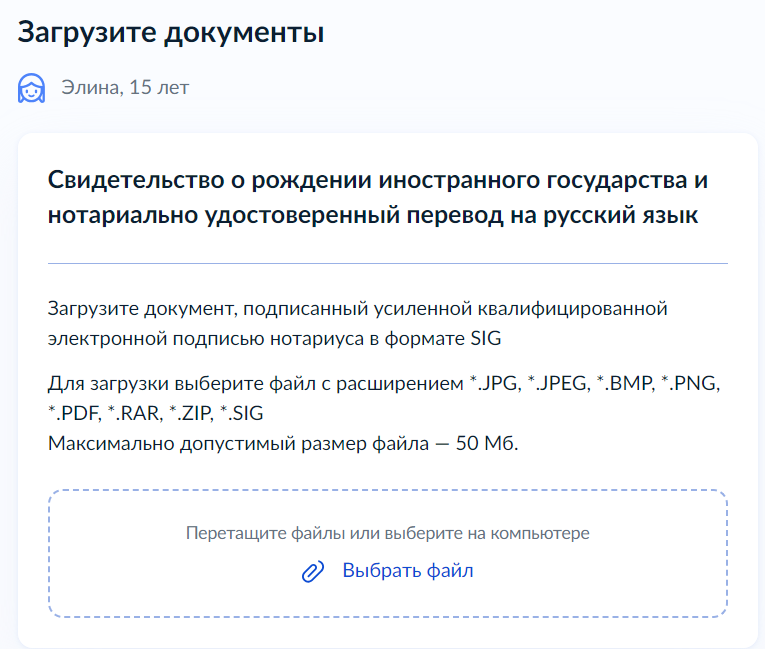 Загрузите документы
Элина, 15 лет
Свидетельство о рождении иностранного государства и
нотариально удостоверенный перевод на русский язык
Загрузите документ, подписанный усиленной квалифицированной
электронной подписью нотариуса в формате SIG
Для загрузки выберите файл с расширением *.JPG, *.JPEG, *.BMP, *.PNG,
*.PDF, *.RAR, *.ZIP, *.SIG
Максимально допустимый размер файла — 50 Мб.
Перетащите файлы или выберите на компьютере
Выбрать файл